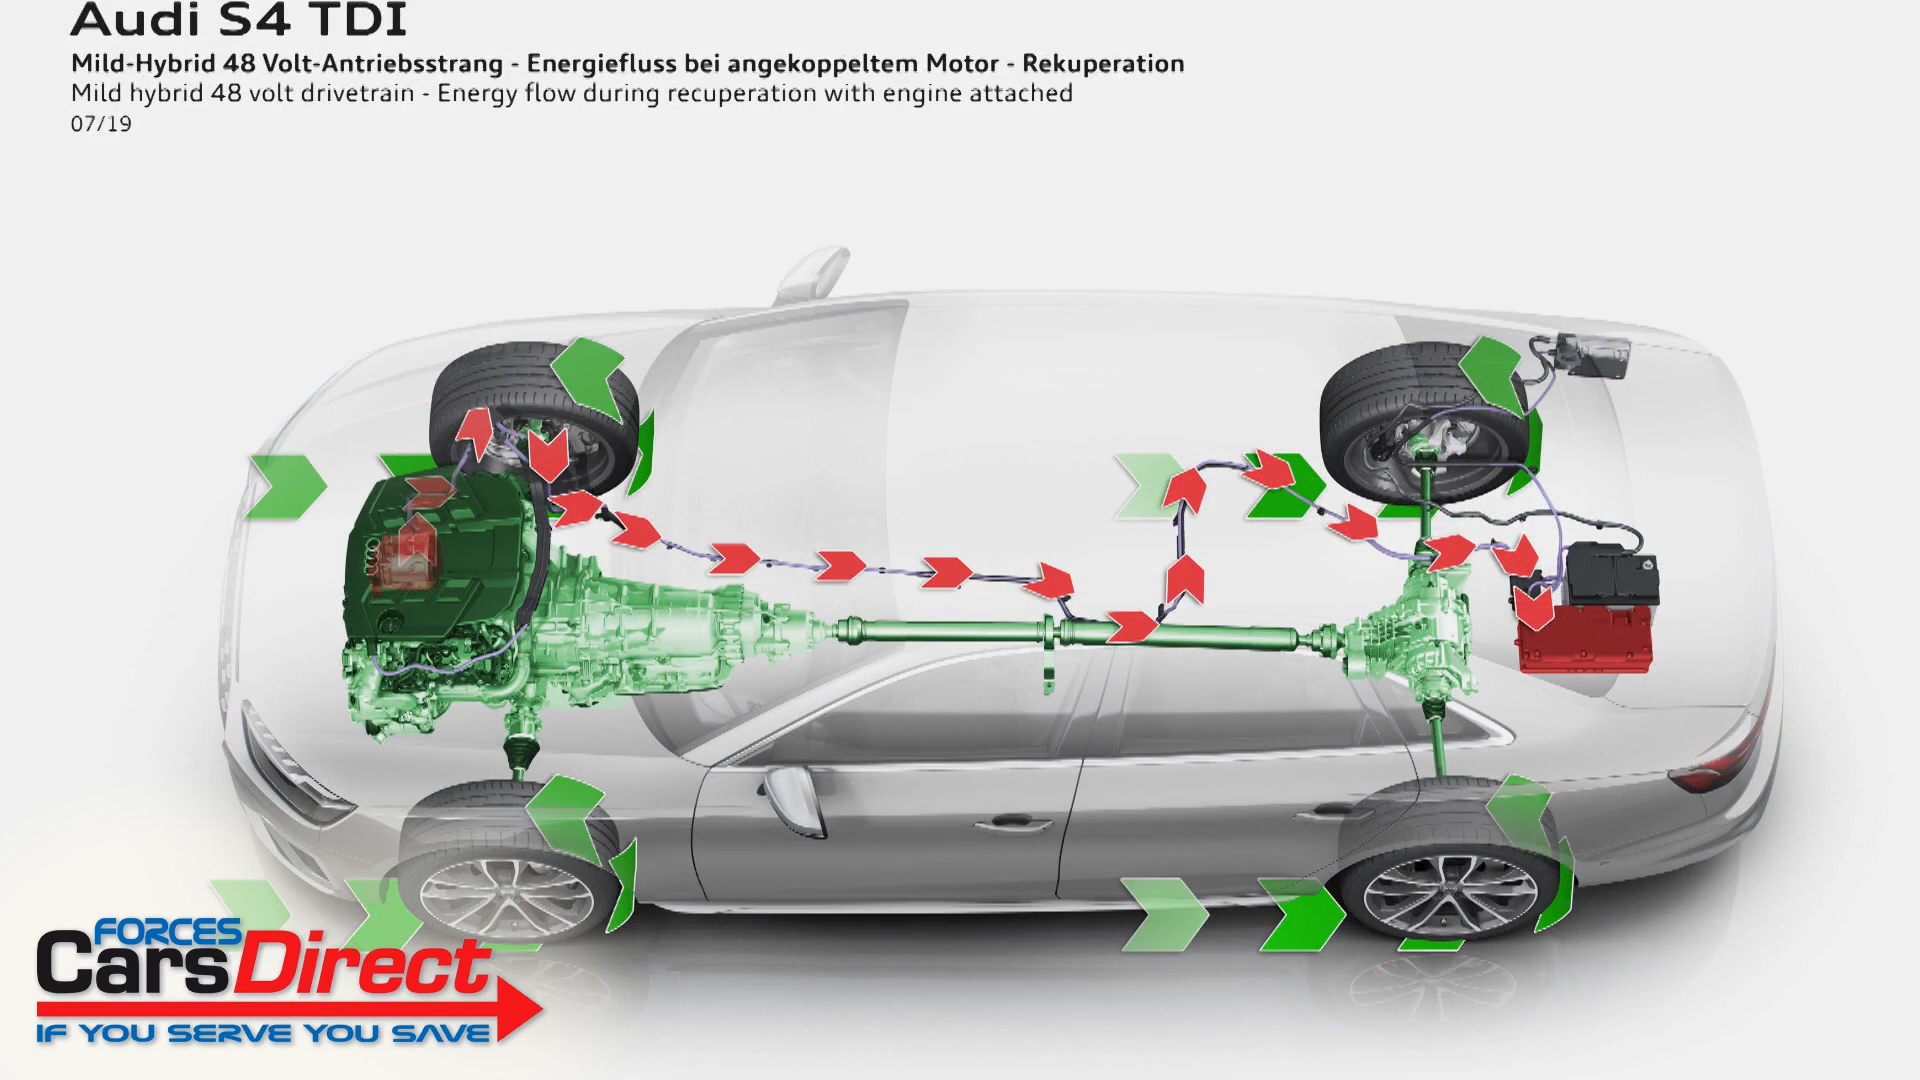 Audi S4 TDI
Mild-Hybrid 48 Volt-Antriebsstrang - Energiefluss bei angekoppeltem Motor - Rekuperation
Mild hybrid 48 volt drivetrain - Energy flow during recuperation with engine attached
07/19
FORCES
CarsDirect
IF YOU SERVE YOU SAVE